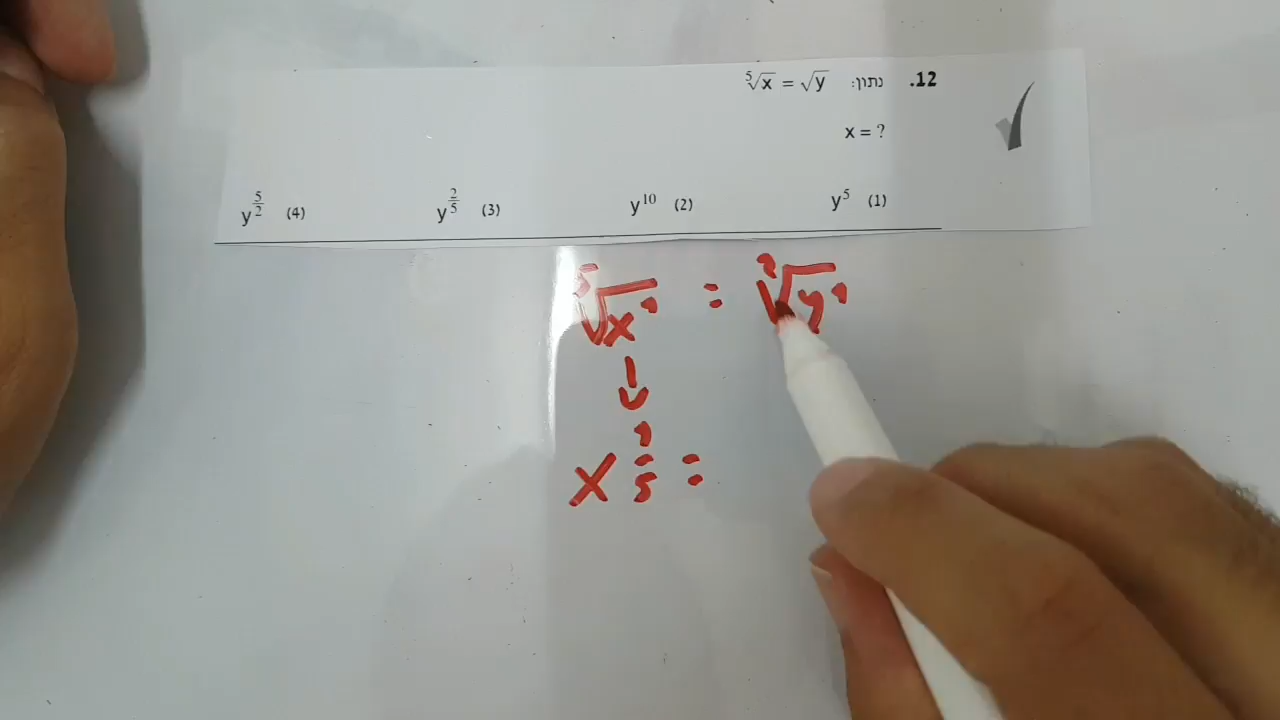 12. נתון: ⁵√x = √y
x = ?
(1) y⁵ (2) y¹⁰ (3) y^(2/5) (4) y^(5/2)
⁵√x¹ = ²√y¹
x^(1/5) =